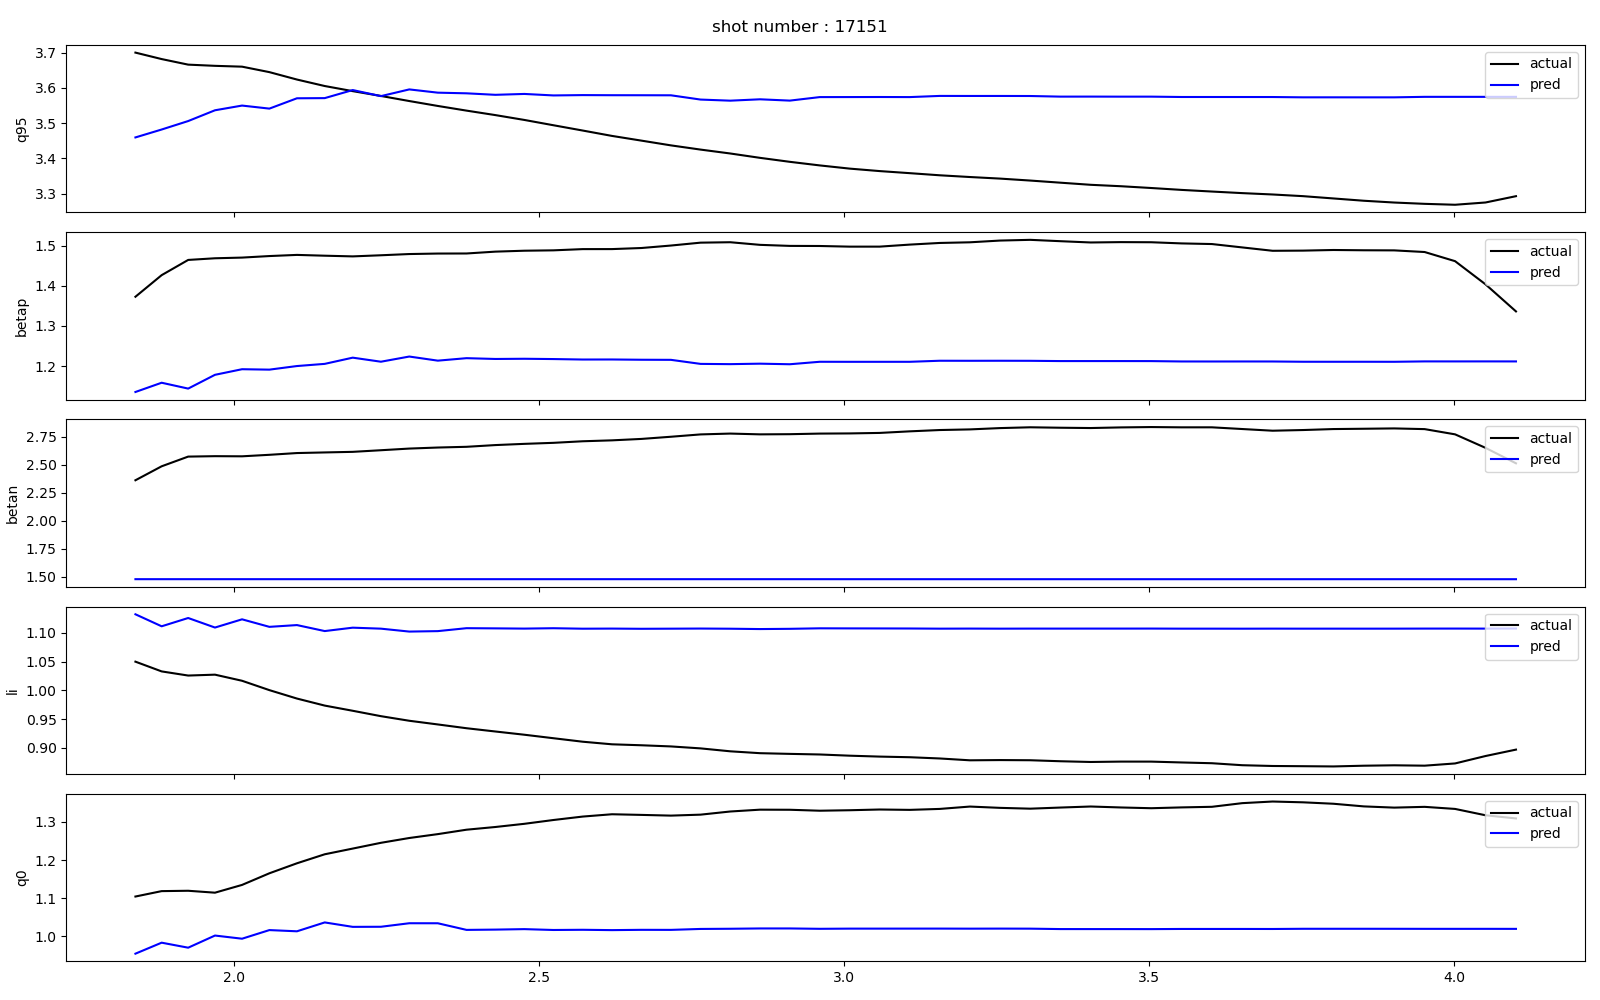 shot number : 17151
3.7
3.6
3.5
3.4
3.3
q95
actual
pred
1.5
1.4
1.3
1.2
betap
actual
pred
2.75
2.50
2.25
2.00
1.75
1.50
betan
actual
pred
1.10
1.05
1.00
0.95
0.90
li
actual
pred
1.3
1.2
1.1
1.0
q0
actual
pred
2.0 2.5 3.0 3.5 4.0